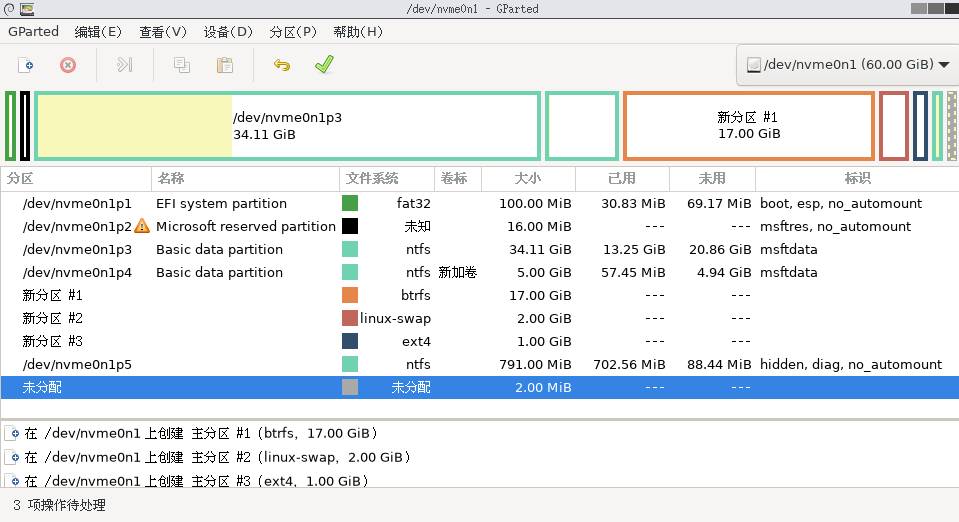 /dev/nvme0n1 - GParted
GParted 编辑(E) 查看(V) 设备(D) 分区(P) 帮助(H)
/dev/nvme0n1 (60.00 GiB)
/dev/nvme0n1p3
34.11 GiB
新分区 #1
17.00 GiB
分区 名称 文件系统 卷标 大小 已用 未用 标识
/dev/nvme0n1p1 EFI system partition fat32 100.00 MiB 30.83 MiB 69.17 MiB boot, esp, no_automount
/dev/nvme0n1p2 Microsoft reserved partition 未知 16.00 MiB --- --- msftres, no_automount
/dev/nvme0n1p3 Basic data partition ntfs 34.11 GiB 13.25 GiB 20.86 GiB msftdata
/dev/nvme0n1p4 Basic data partition ntfs 新加卷 5.00 GiB 57.45 MiB 4.94 GiB msftdata
新分区 #1 btrfs 17.00 GiB --- ---
新分区 #2 linux-swap 2.00 GiB --- ---
新分区 #3 ext4 1.00 GiB --- ---
/dev/nvme0n1p5 ntfs 791.00 MiB 702.56 MiB 88.44 MiB hidden, diag, no_automount
未分配 未分配 2.00 MiB --- ---
在 /dev/nvme0n1 上创建 主分区 #1（btrfs，17.00 GiB）
在 /dev/nvme0n1 上创建 主分区 #2（linux-swap，2.00 GiB）
在 /dev/nvme0n1 上创建 主分区 #3（ext4，1.00 GiB）
3 项操作待处理